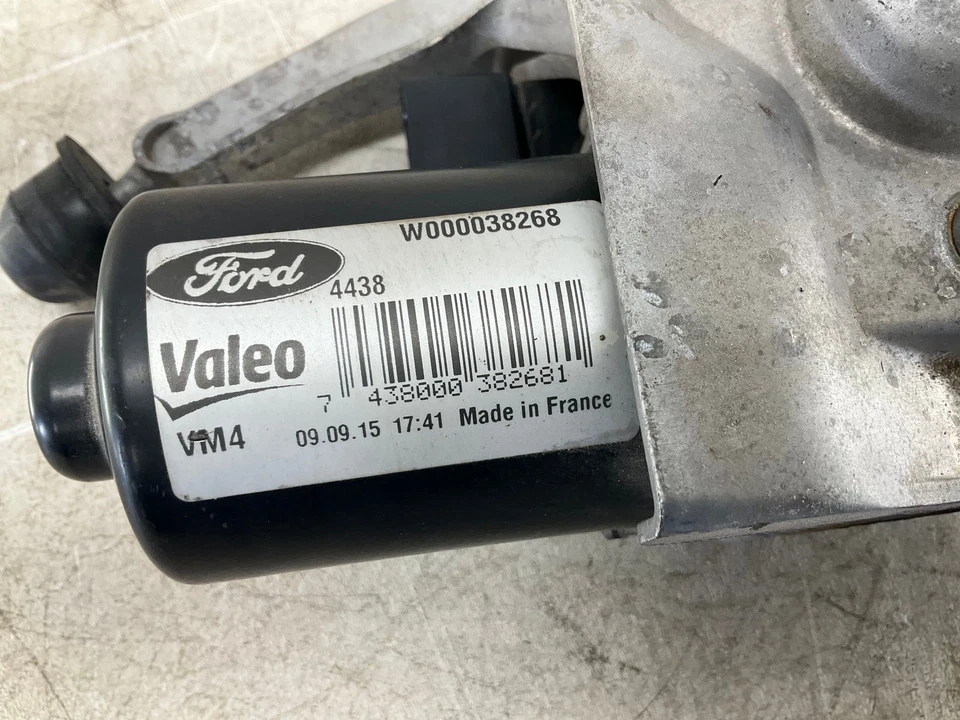 W000038268
Ford
4438
Valeo
7 438000 382681
VM4 09.09.15 17:41 Made in France